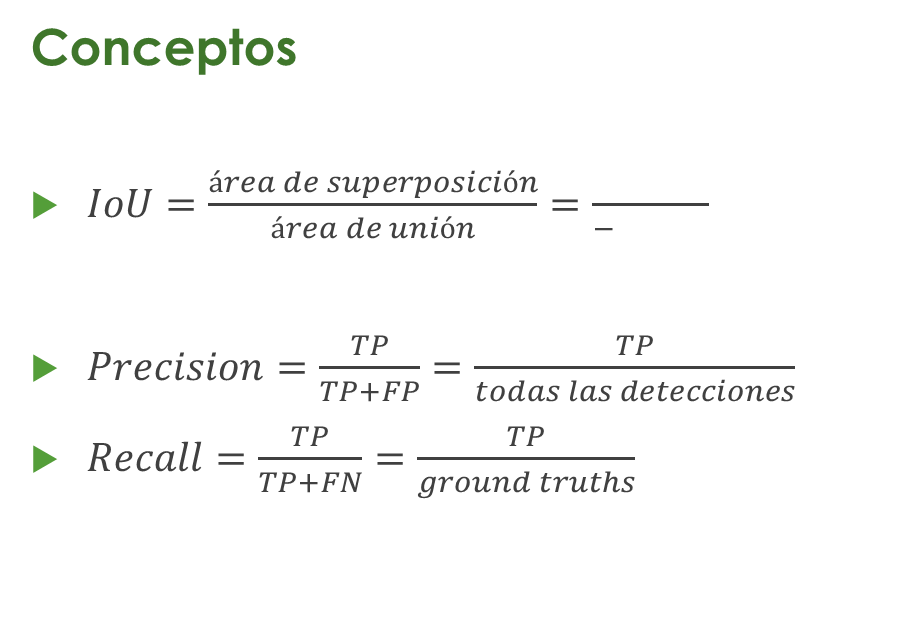 Conceptos
IoU = área de superposición / área de unión = ___ / −
Precision = TP / TP+FP = TP / todas las detecciones
Recall = TP / TP+FN = TP / ground truths